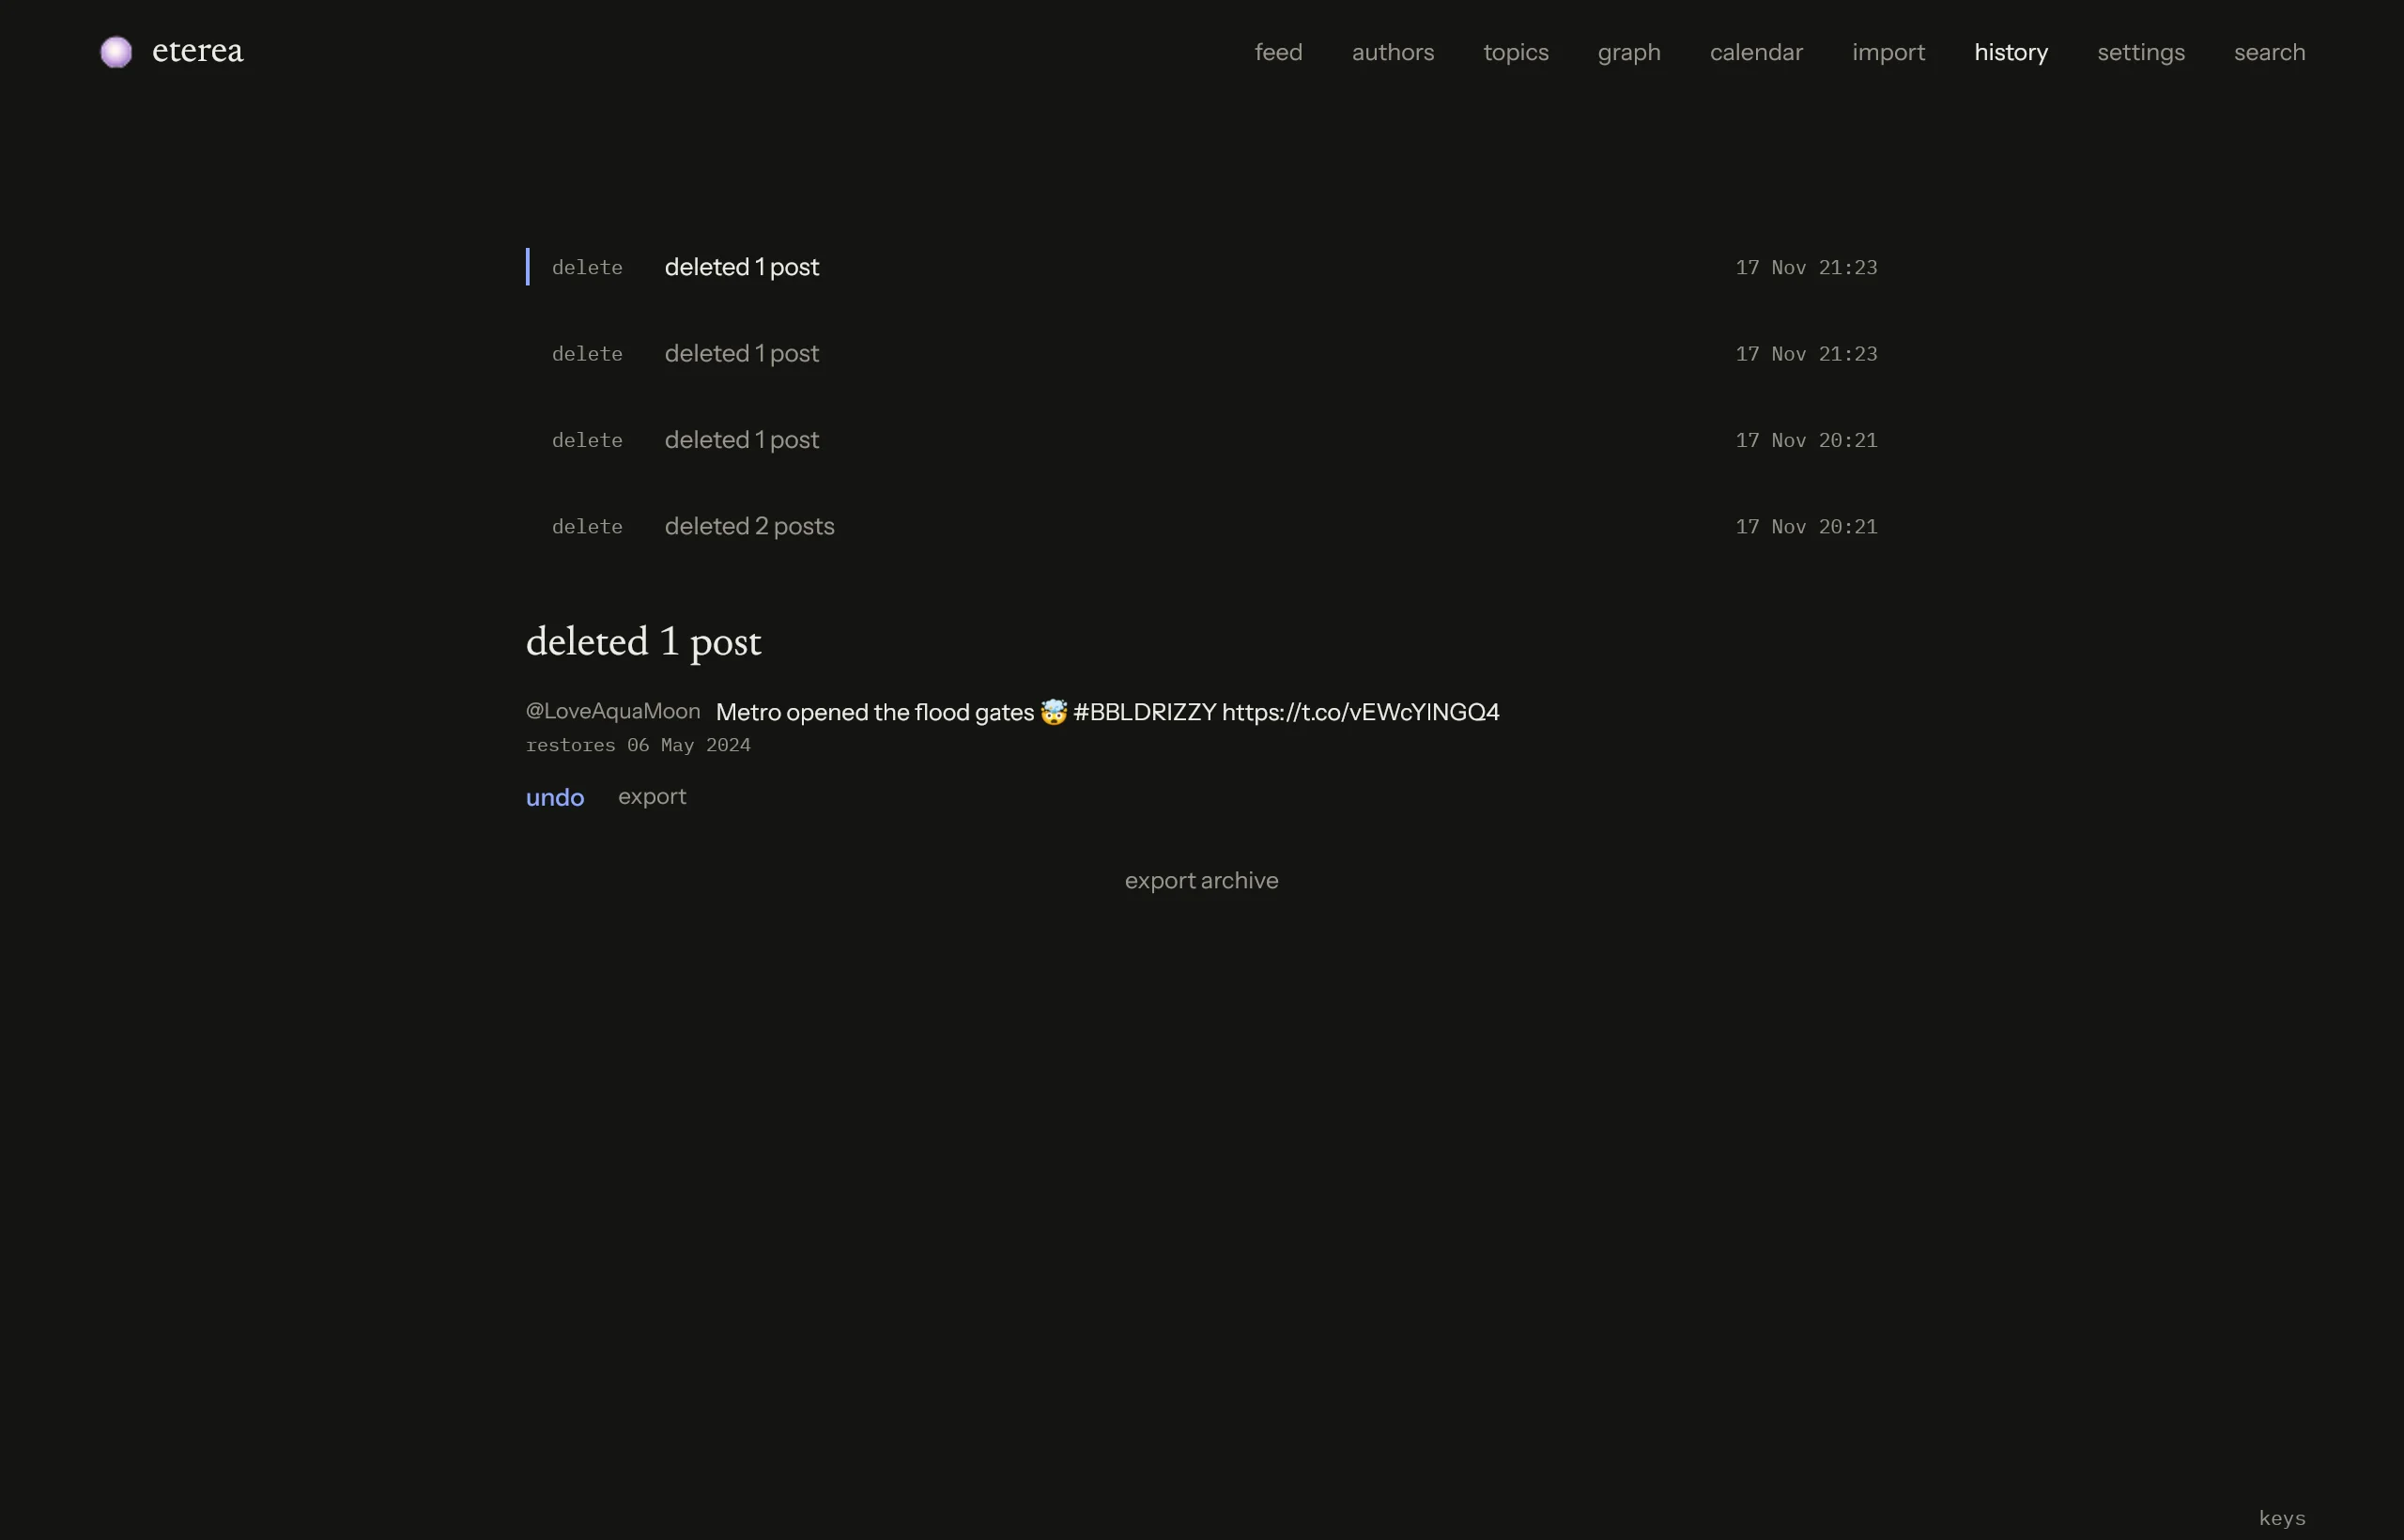 eterea
feed authors topics graph calendar import history settings search
delete deleted 1 post 17 Nov 21:23
delete deleted 1 post 17 Nov 21:23
delete deleted 1 post 17 Nov 20:21
delete deleted 2 posts 17 Nov 20:21
deleted 1 post
@LoveAquaMoon Metro opened the flood gates 🤯 #BBLDRIZZY https://t.co/vEWcYlNGQ4
restores 06 May 2024
undo export
export archive
keys